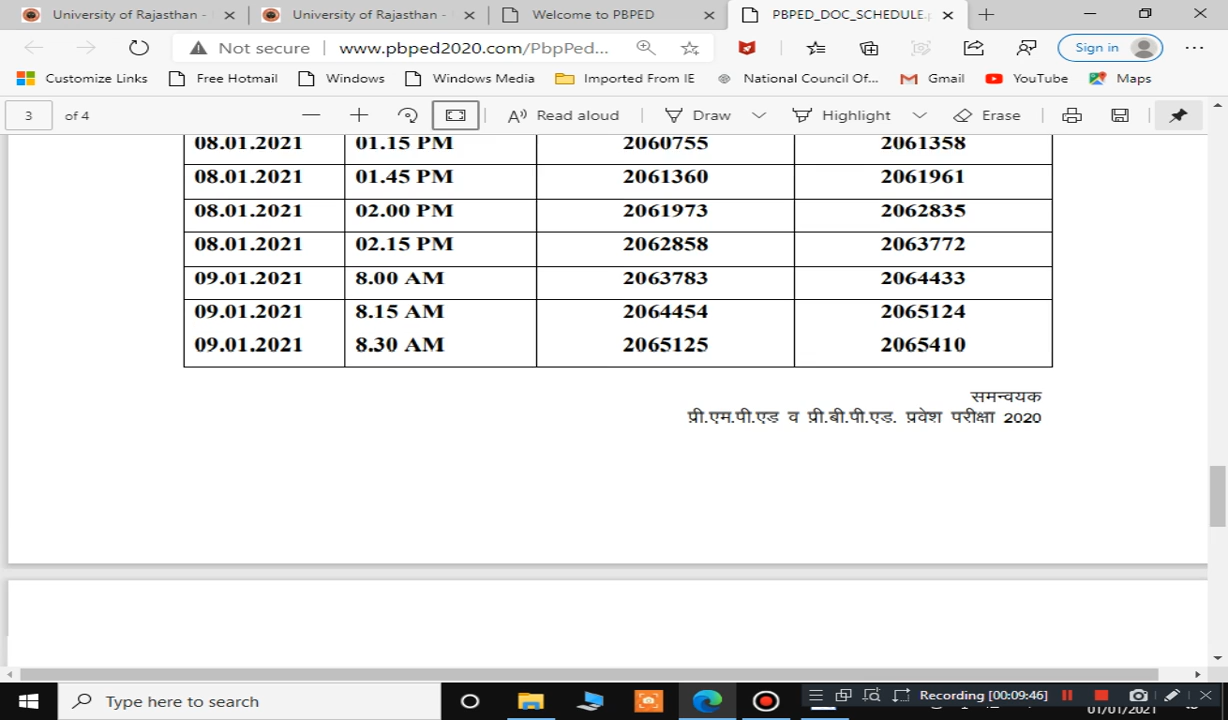 University of Rajasthan - University of Rajasthan - Welcome to PBPED PBPED_DOC_SCHEDULE.
Not secure www.pbped2020.com/PbpPed... Sign in
Customize Links Free Hotmail Windows Windows Media Imported From IE National Council Of... Gmail YouTube Maps
3 of 4 Read aloud Draw Highlight Erase
08.01.2021 01.15 PM 2060755 2061358
08.01.2021 01.45 PM 2061360 2061961
08.01.2021 02.00 PM 2061973 2062835
08.01.2021 02.15 PM 2062858 2063772
09.01.2021 8.00 AM 2063783 2064433
09.01.2021 8.15 AM 2064454 2065124
09.01.2021 8.30 AM 2065125 2065410
समन्वयक
प्री.एम.पी.एड व प्री.बी.पी.एड. प्रवेश परीक्षा 2020
Type here to search Recording [00:09:46]
01/01/2021